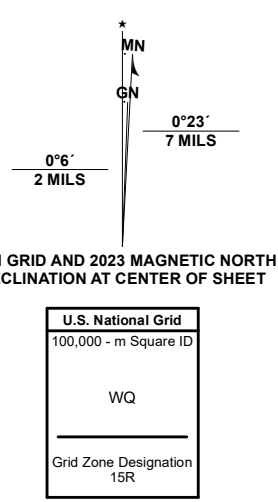 ★
MN
GN
0°23´
7 MILS
0°6´
2 MILS
GRID AND 2023 MAGNETIC NORTH
CLINATION AT CENTER OF SHEET
U.S. National Grid
100,000 - m Square ID
WQ
Grid Zone Designation
15R